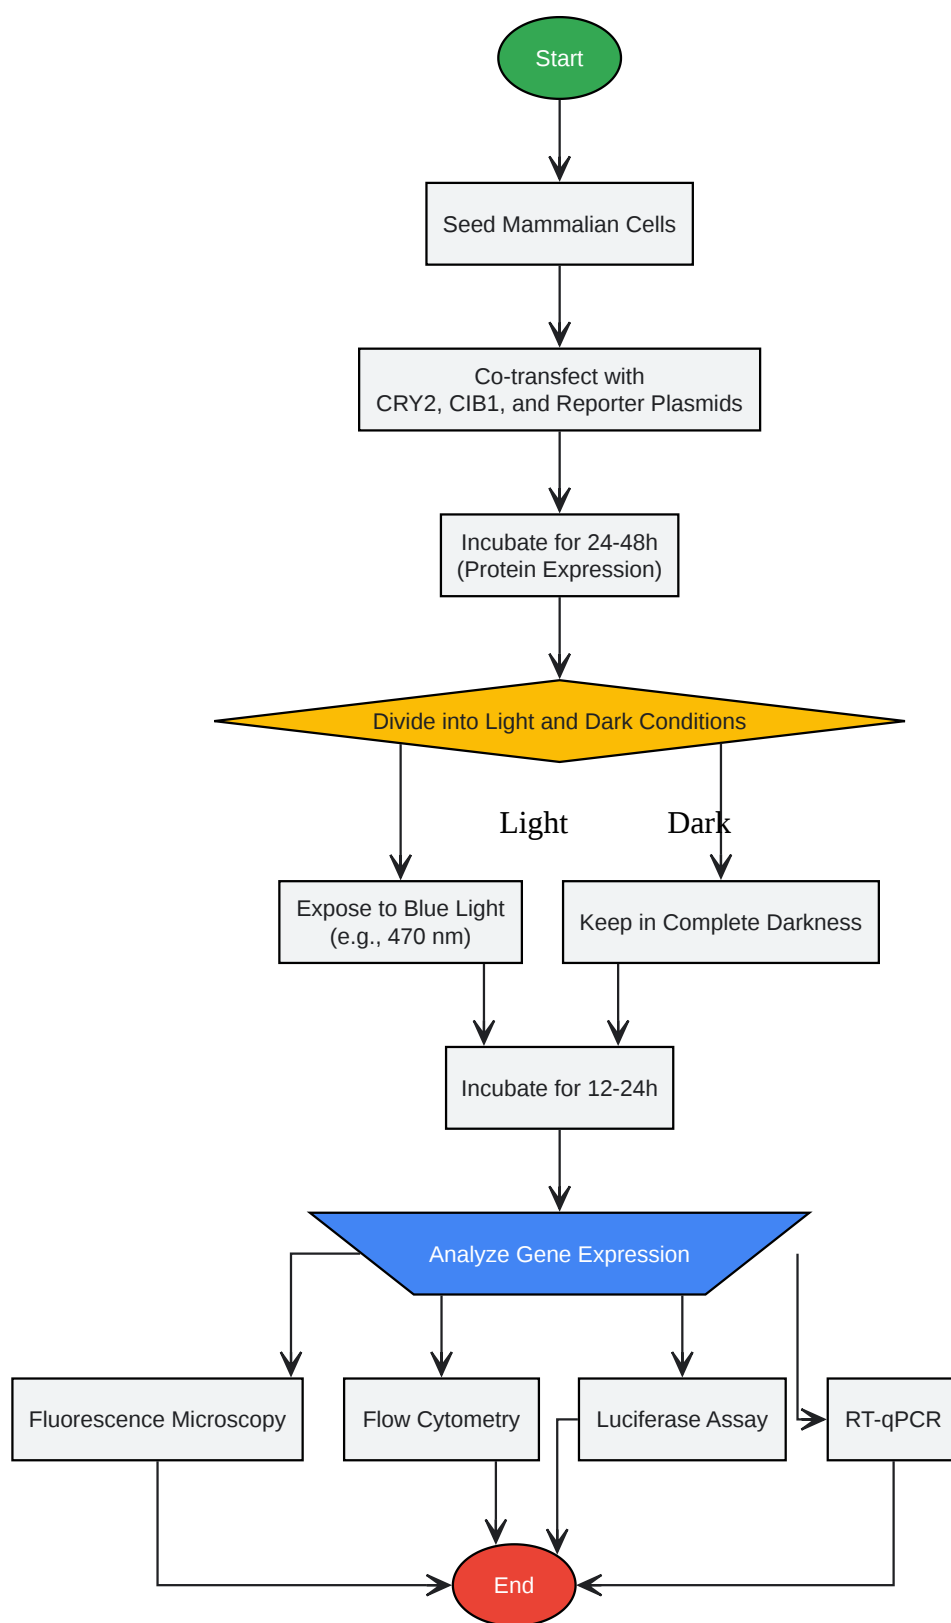 Start
Seed Mammalian Cells
Co-transfect with
CRY2, CIB1, and Reporter Plasmids
Incubate for 24-48h
(Protein Expression)
Divide into Light and Dark Conditions
Light
Dark
Expose to Blue Light
(e.g., 470 nm)
Keep in Complete Darkness
Incubate for 12-24h
Analyze Gene Expression
Fluorescence Microscopy
Flow Cytometry
Luciferase Assay
RT-qPCR
End